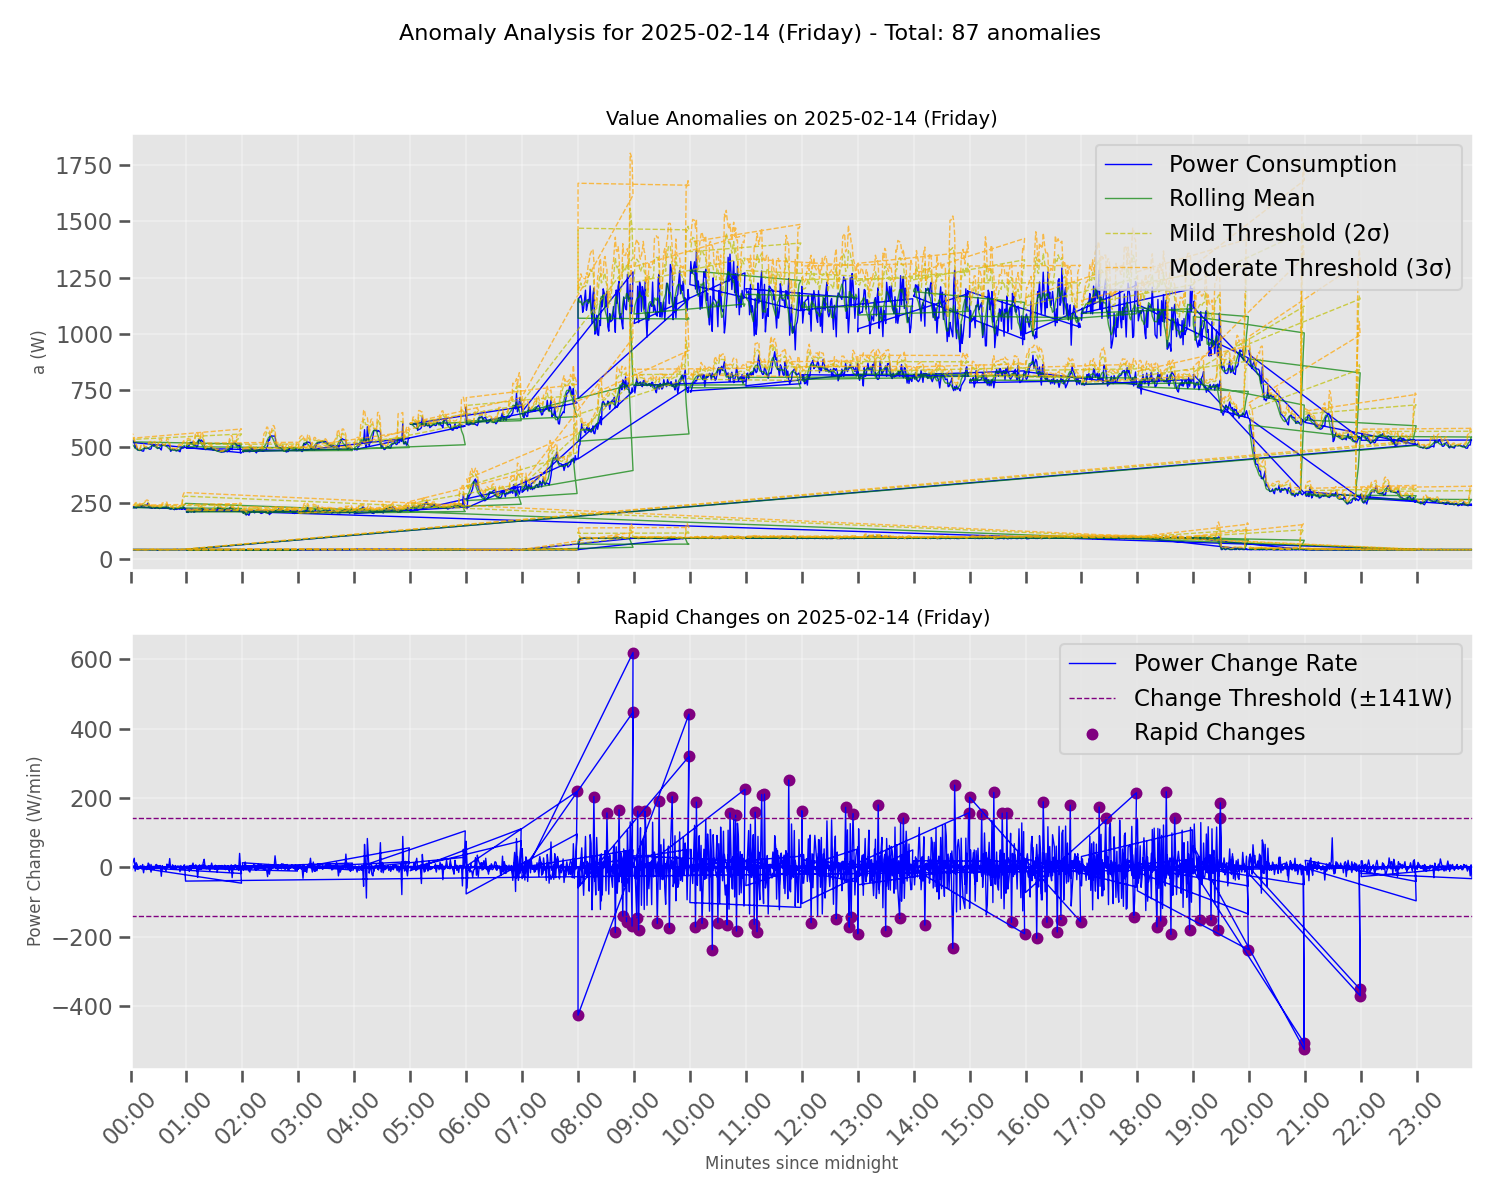 Anomaly Analysis for 2025-02-14 (Friday) - Total: 87 anomalies
Value Anomalies on 2025-02-14 (Friday)
1750
1500
1250
1000
750
500
250
0
a (W)
Power Consumption
Rolling Mean
Mild Threshold (2σ)
Moderate Threshold (3σ)
Rapid Changes on 2025-02-14 (Friday)
600
400
200
0
−200
−400
Power Change (W/min)
Power Change Rate
Change Threshold (±141W)
Rapid Changes
00:00
01:00
02:00
03:00
04:00
05:00
06:00
07:00
08:00
09:00
10:00
11:00
12:00
13:00
14:00
15:00
16:00
17:00
18:00
19:00
20:00
21:00
22:00
23:00
Minutes since midnight